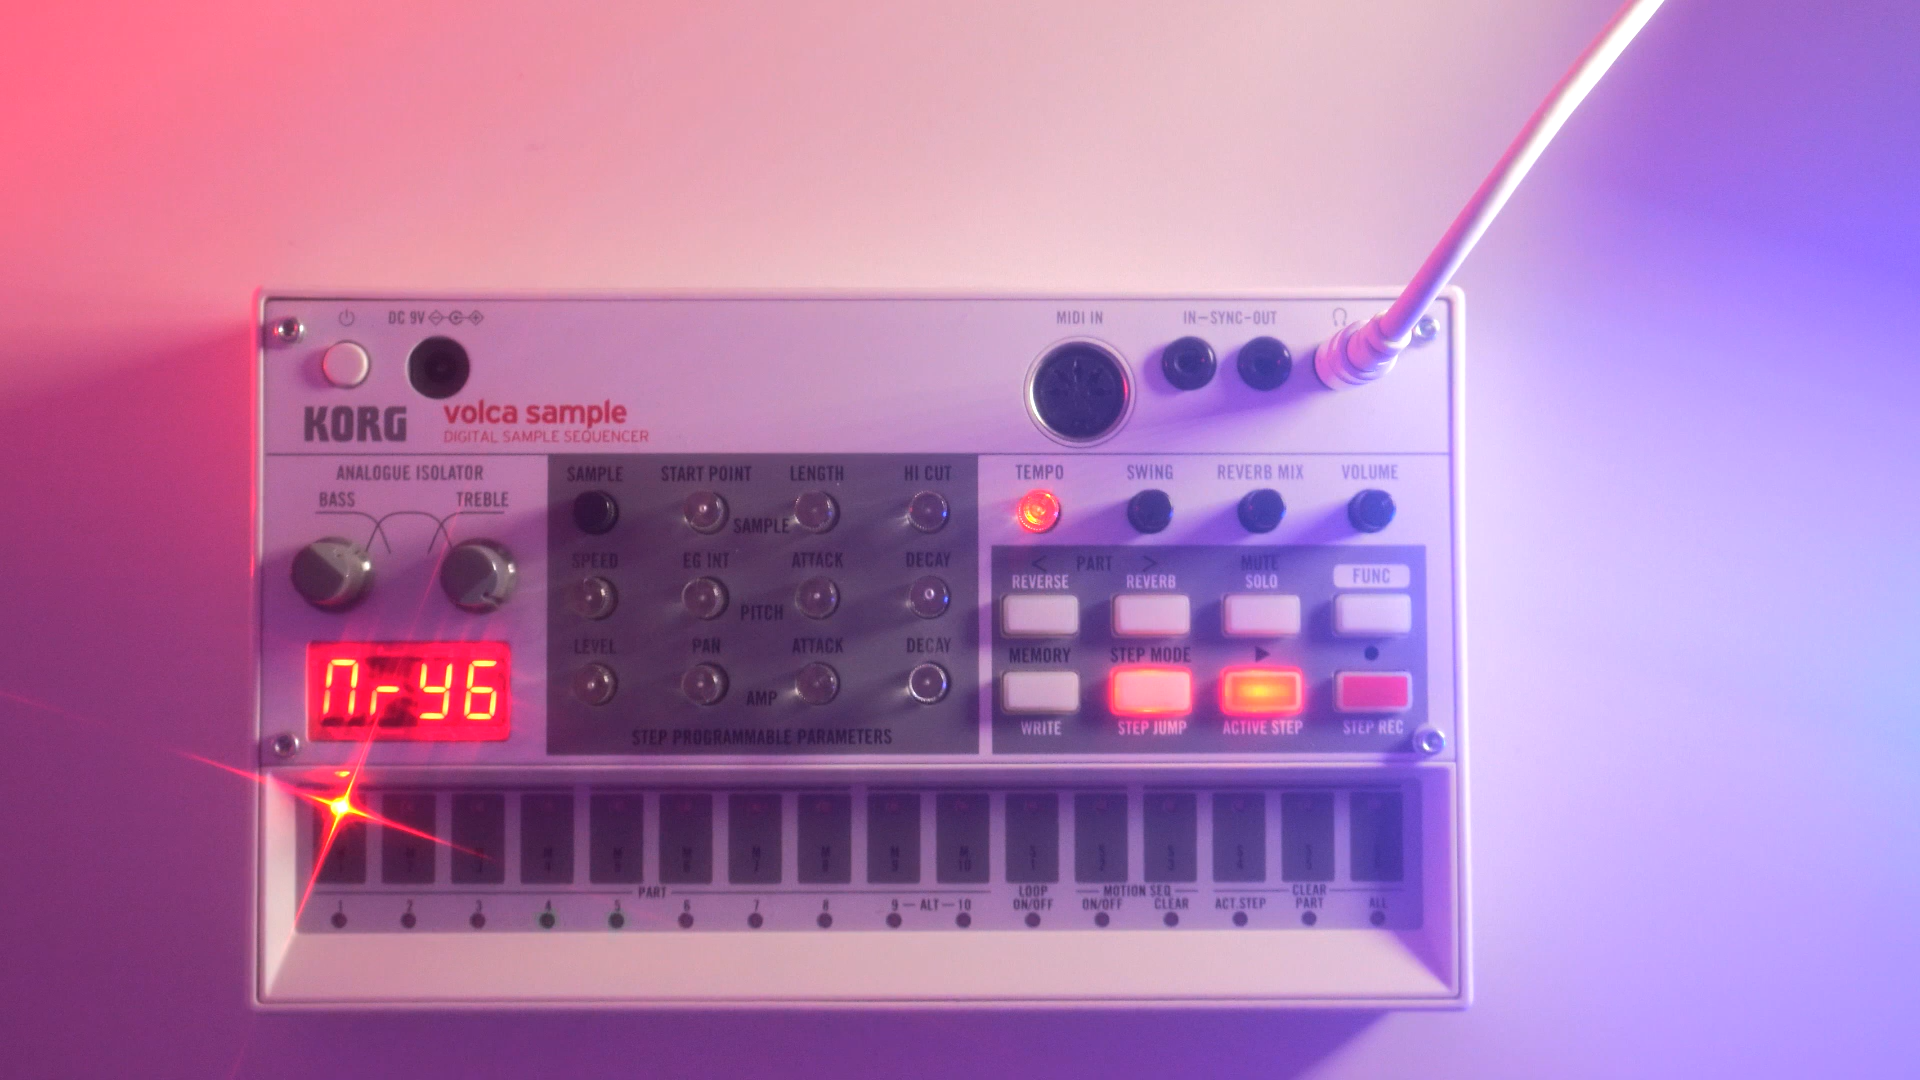 DC 9V
MIDI IN
IN-SYNC-OUT
KORG
volca sample
DIGITAL SAMPLE SEQUENCER
ANALOGUE ISOLATOR
BASS TREBLE
SAMPLE START POINT LENGTH HI CUT
SAMPLE
SPEED EG INT ATTACK DECAY
PITCH
LEVEL PAN ATTACK DECAY
AMP
STEP PROGRAMMABLE PARAMETERS
TEMPO SWING REVERB MIX VOLUME
< PART > MUTE
REVERSE REVERB SOLO FUNC
MEMORY STEP MODE
WRITE STEP JUMP ACTIVE STEP STEP REC
PART
1 2 3 4 5 6 7 8 9-ALT-10
LOOP ON/OFF
MOTION SEQ
ON/OFF CLEAR
CLEAR
ACT.STEP PART ALL